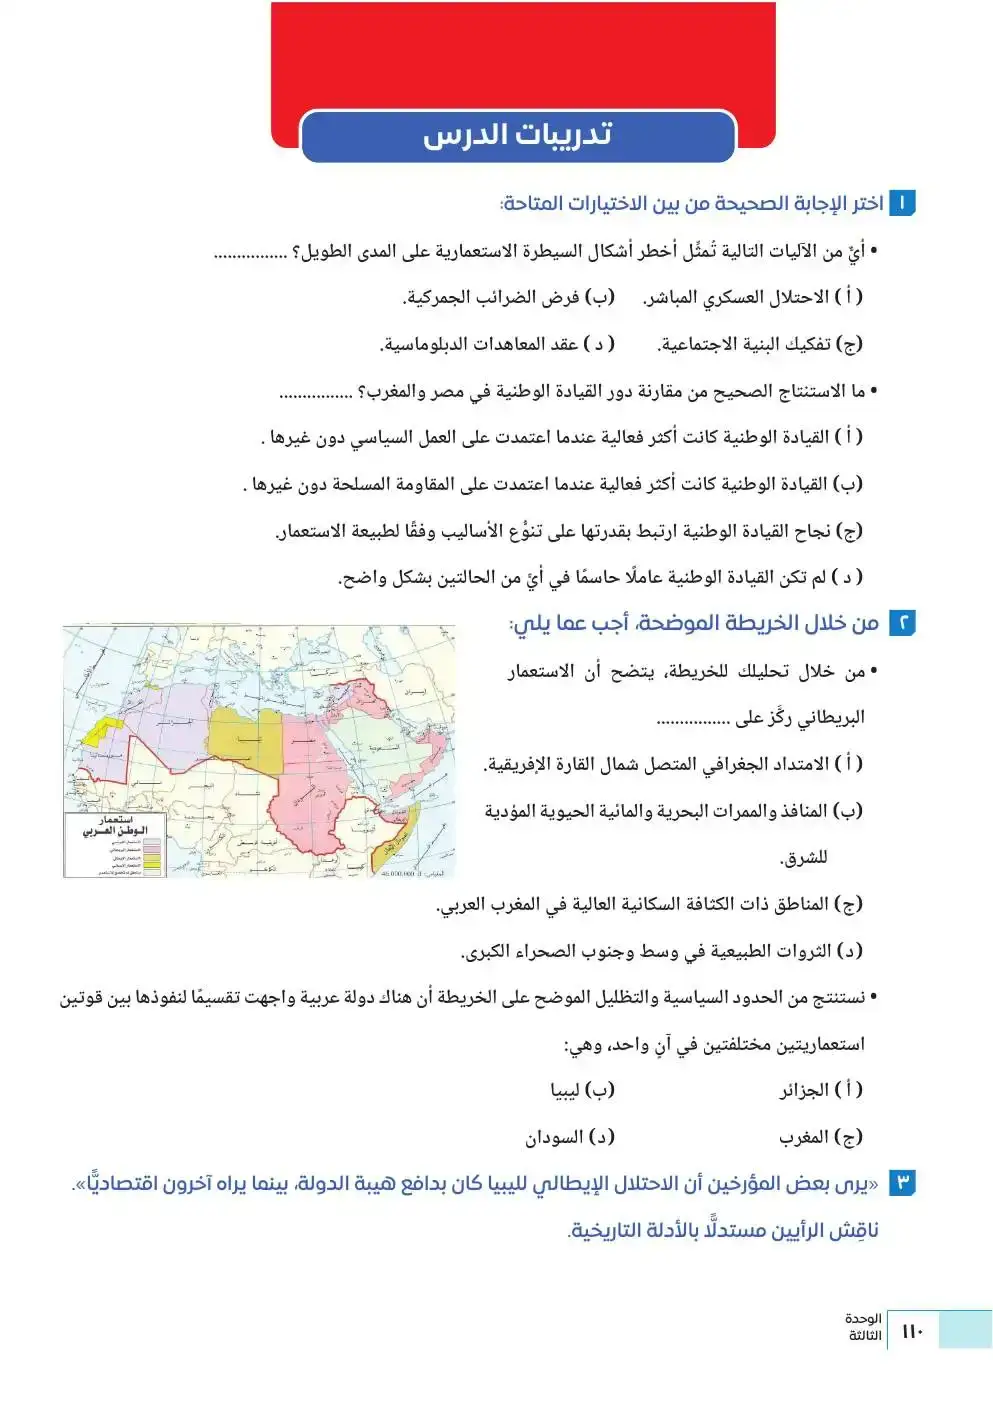 تدريبات الدرس
١ اختر الإجابة الصحيحة من بين الاختيارات المتاحة:
• أيٌّ من الآليات التالية تُمثِّل أخطر أشكال السيطرة الاستعمارية على المدى الطويل؟ ................
( أ ) الاحتلال العسكري المباشر. (ب) فرض الضرائب الجمركية.
(ج) تفكيك البنية الاجتماعية. ( د ) عقد المعاهدات الدبلوماسية.
• ما الاستنتاج الصحيح من مقارنة دور القيادة الوطنية في مصر والمغرب؟ ................
( أ ) القيادة الوطنية كانت أكثر فعالية عندما اعتمدت على العمل السياسي دون غيرها .
(ب) القيادة الوطنية كانت أكثر فعالية عندما اعتمدت على المقاومة المسلحة دون غيرها .
(ج) نجاح القيادة الوطنية ارتبط بقدرتها على تنوُّع الأساليب وفقًا لطبيعة الاستعمار.
( د ) لم تكن القيادة الوطنية عاملًا حاسمًا في أيٍّ من الحالتين بشكل واضح.
٢ من خلال الخريطة الموضحة، أجب عما يلي:
• من خلال تحليلك للخريطة، يتضح أن الاستعمار
البريطاني ركَّز على ................
( أ ) الامتداد الجغرافي المتصل شمال القارة الإفريقية.
(ب) المنافذ والممرات البحرية والمائية الحيوية المؤدية
للشرق.
استعمار
الوطن العربي
ليبيا
مصر
السعودية
إيران
46.000.000
(ج) المناطق ذات الكثافة السكانية العالية في المغرب العربي.
(د) الثروات الطبيعية في وسط وجنوب الصحراء الكبرى.
• نستنتج من الحدود السياسية والتظليل الموضح على الخريطة أن هناك دولة عربية واجهت تقسيمًا لنفوذها بين قوتين
استعماريتين مختلفتين في آنٍ واحد، وهي:
( أ ) الجزائر (ب) ليبيا
(ج) المغرب (د) السودان
٣ «يرى بعض المؤرخين أن الاحتلال الإيطالي لليبيا كان بدافع هيبة الدولة، بينما يراه آخرون اقتصاديًّا».
ناقِش الرأيين مستدلًّا بالأدلة التاريخية.
الوحدة
الثالثة
١١٠